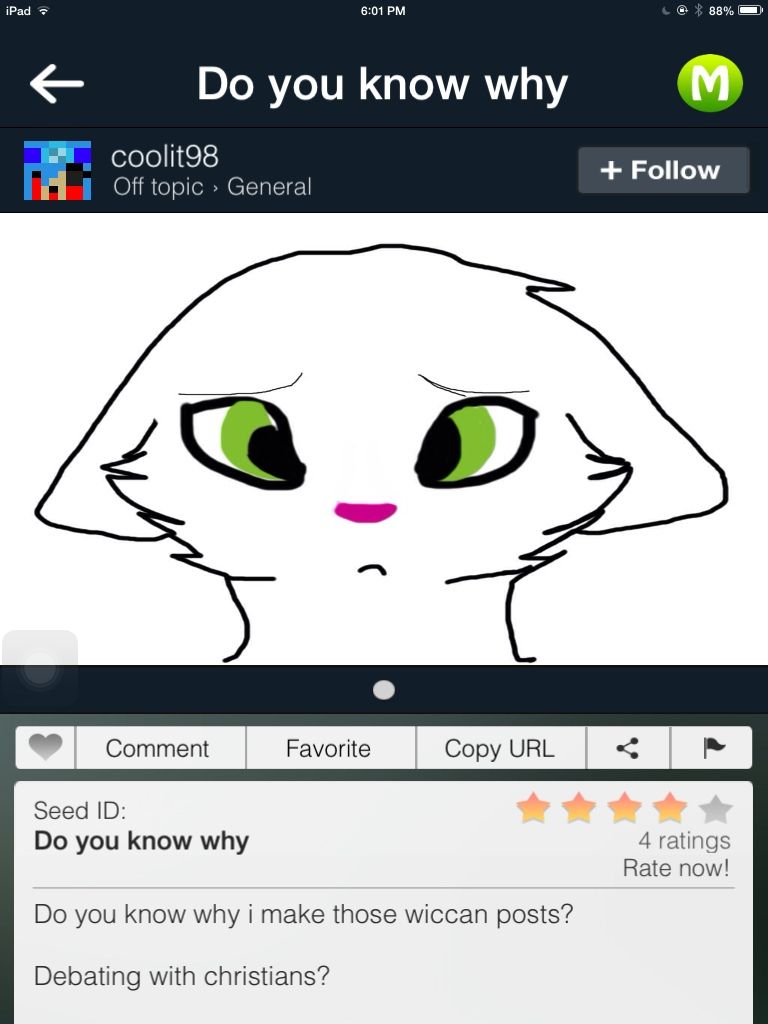 iPad 6:01 PM 88%
Do you know why M
coolit98
Off topic › General
+ Follow
Comment Favorite Copy URL
Seed ID:
Do you know why
4 ratings
Rate now!
Do you know why i make those wiccan posts?
Debating with christians?